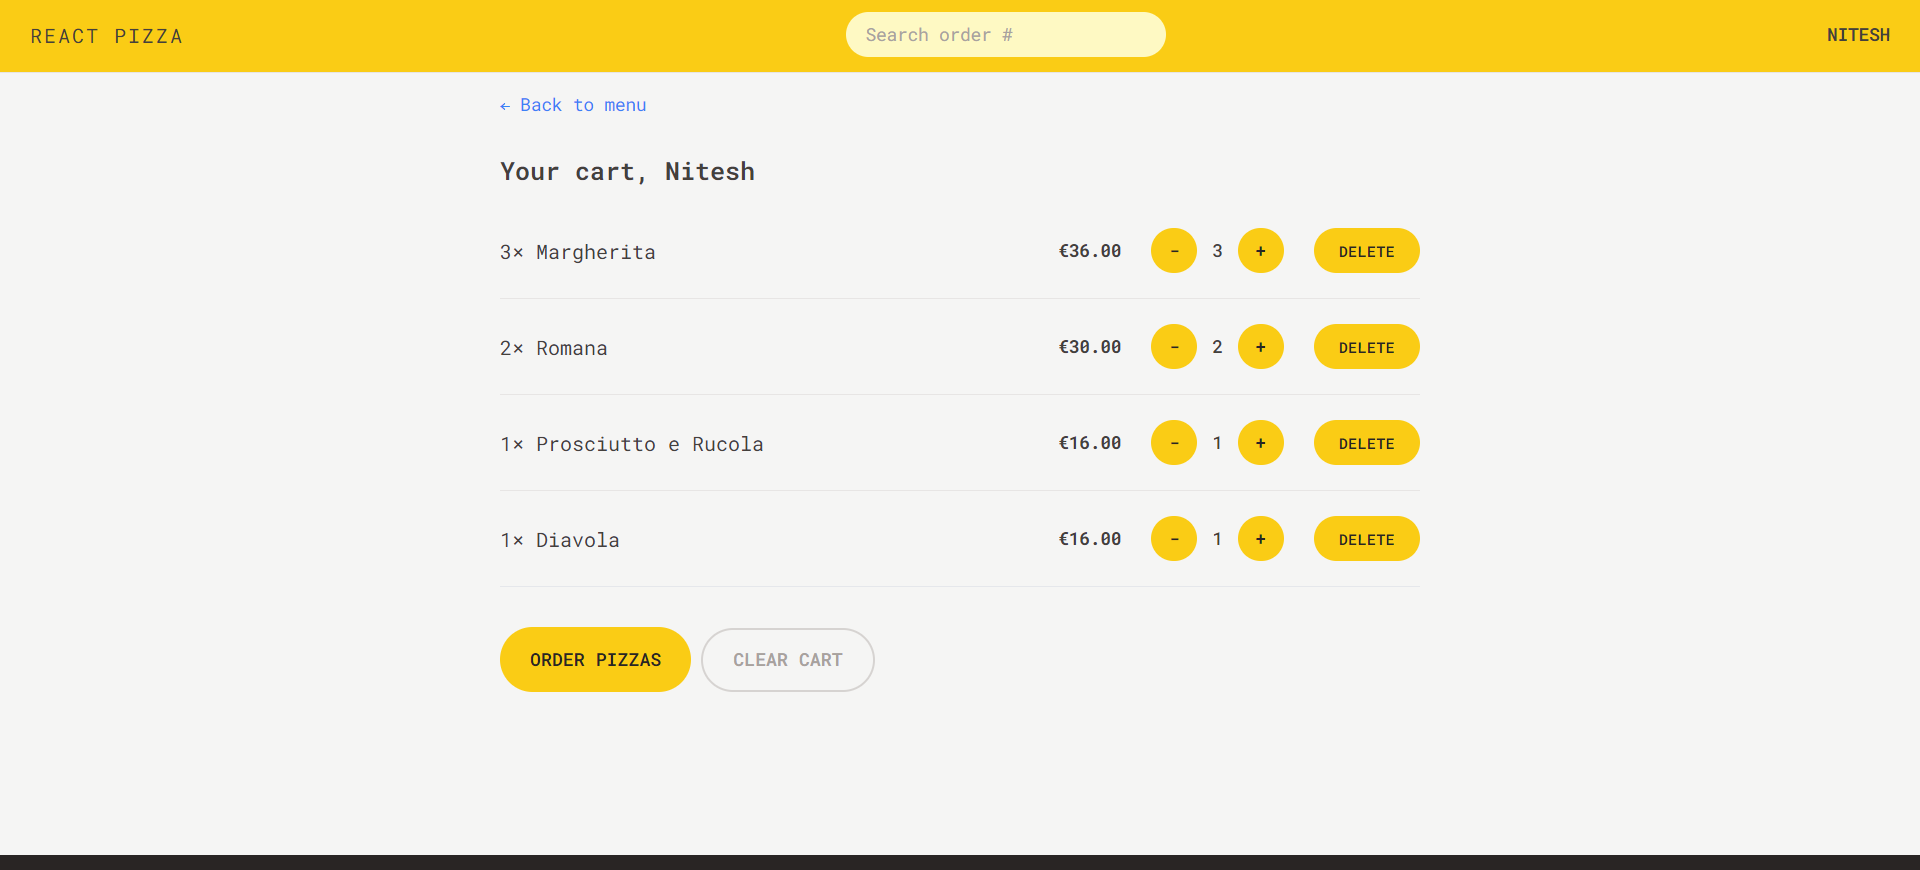 REACT PIZZA Search order # NITESH
← Back to menu
Your cart, Nitesh
3× Margherita €36.00 - 3 + DELETE
2× Romana €30.00 - 2 + DELETE
1× Prosciutto e Rucola €16.00 - 1 + DELETE
1× Diavola €16.00 - 1 + DELETE
ORDER PIZZAS CLEAR CART